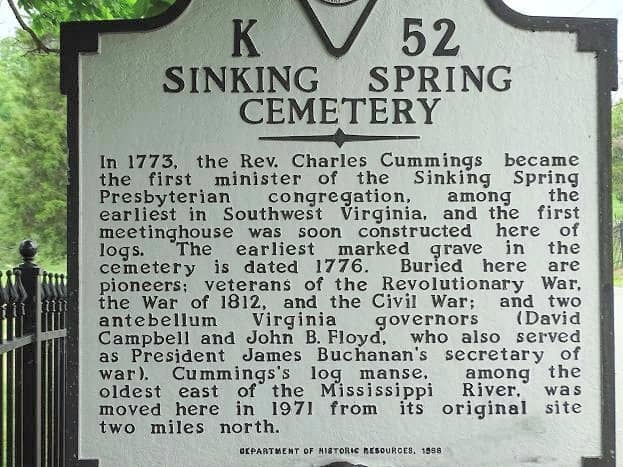 K 52
SINKING SPRING
CEMETERY
In 1773, the Rev. Charles Cummings became
the first minister of the Sinking Spring
Presbyterian congregation, among the
earliest in Southwest Virginia, and the first
meetinghouse was soon constructed here of
logs. The earliest marked grave in the
cemetery is dated 1776. Buried here are
pioneers; veterans of the Revolutionary War,
the War of 1812, and the Civil War; and two
antebellum Virginia governors (David
Campbell and John B. Floyd, who also served
as President James Buchanan's secretary of
war). Cummings's log manse, among the
oldest east of the Mississippi River, was
moved here in 1971 from its original site
two miles north.
DEPARTMENT OF HISTORIC RESOURCES, 1998